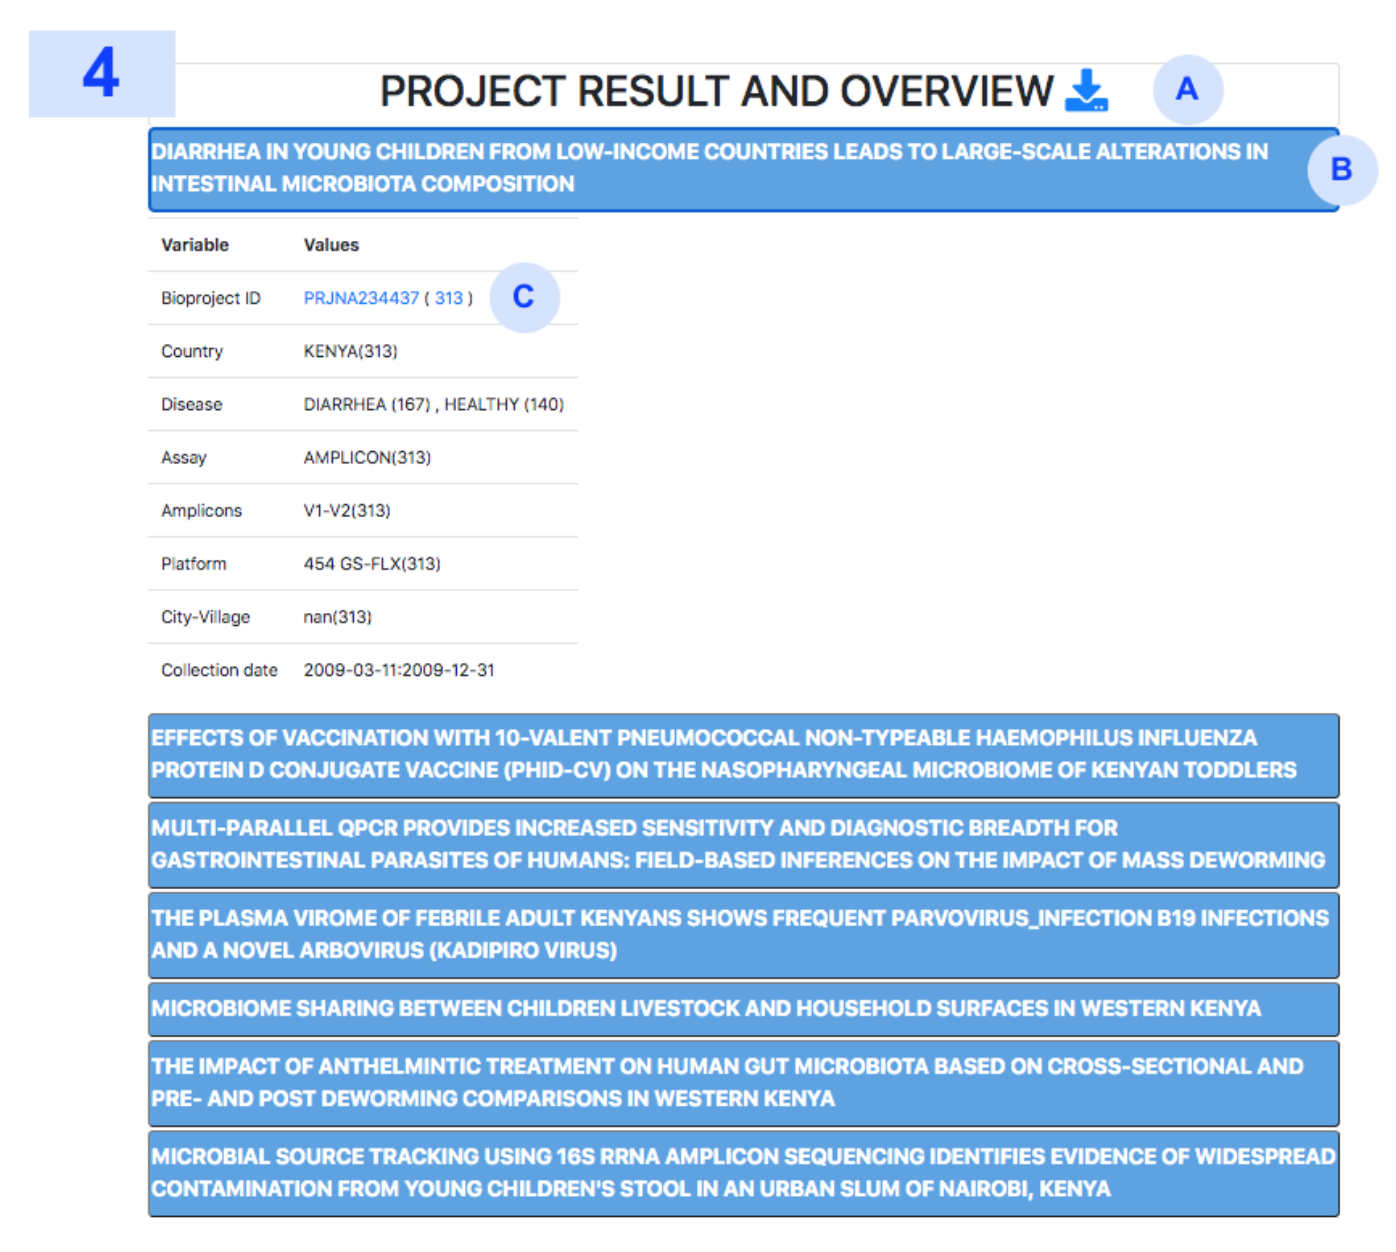 4
PROJECT RESULT AND OVERVIEW
A
DIARRHEA IN YOUNG CHILDREN FROM LOW-INCOME COUNTRIES LEADS TO LARGE-SCALE ALTERATIONS IN
INTESTINAL MICROBIOTA COMPOSITION
B
Variable Values
Bioproject ID PRJNA234437 ( 313 )
C
Country KENYA(313)
Disease DIARRHEA (167) , HEALTHY (140)
Assay AMPLICON(313)
Amplicons V1-V2(313)
Platform 454 GS-FLX(313)
City-Village nan(313)
Collection date 2009-03-11:2009-12-31
EFFECTS OF VACCINATION WITH 10-VALENT PNEUMOCOCCAL NON-TYPEABLE HAEMOPHILUS INFLUENZA
PROTEIN D CONJUGATE VACCINE (PHID-CV) ON THE NASOPHARYNGEAL MICROBIOME OF KENYAN TODDLERS
MULTI-PARALLEL QPCR PROVIDES INCREASED SENSITIVITY AND DIAGNOSTIC BREADTH FOR
GASTROINTESTINAL PARASITES OF HUMANS: FIELD-BASED INFERENCES ON THE IMPACT OF MASS DEWORMING
THE PLASMA VIROME OF FEBRILE ADULT KENYANS SHOWS FREQUENT PARVOVIRUS_INFECTION B19 INFECTIONS
AND A NOVEL ARBOVIRUS (KADIPIRO VIRUS)
MICROBIOME SHARING BETWEEN CHILDREN LIVESTOCK AND HOUSEHOLD SURFACES IN WESTERN KENYA
THE IMPACT OF ANTHELMINTIC TREATMENT ON HUMAN GUT MICROBIOTA BASED ON CROSS-SECTIONAL AND
PRE- AND POST DEWORMING COMPARISONS IN WESTERN KENYA
MICROBIAL SOURCE TRACKING USING 16S RRNA AMPLICON SEQUENCING IDENTIFIES EVIDENCE OF WIDESPREAD
CONTAMINATION FROM YOUNG CHILDREN'S STOOL IN AN URBAN SLUM OF NAIROBI, KENYA